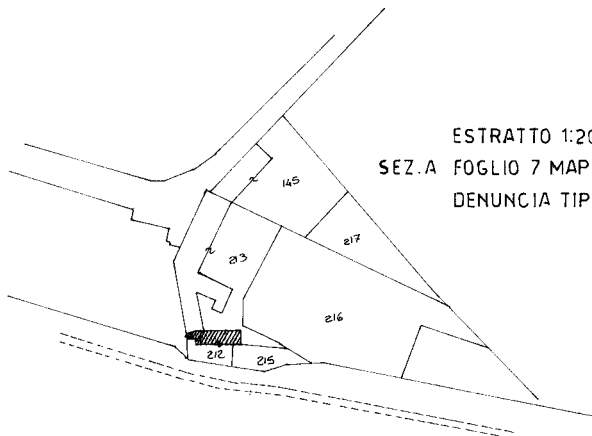 ESTRATTO 1:20
SEZ.A FOGLIO 7 MAP
DENUNCIA TIP
145
217
213
216
212
215